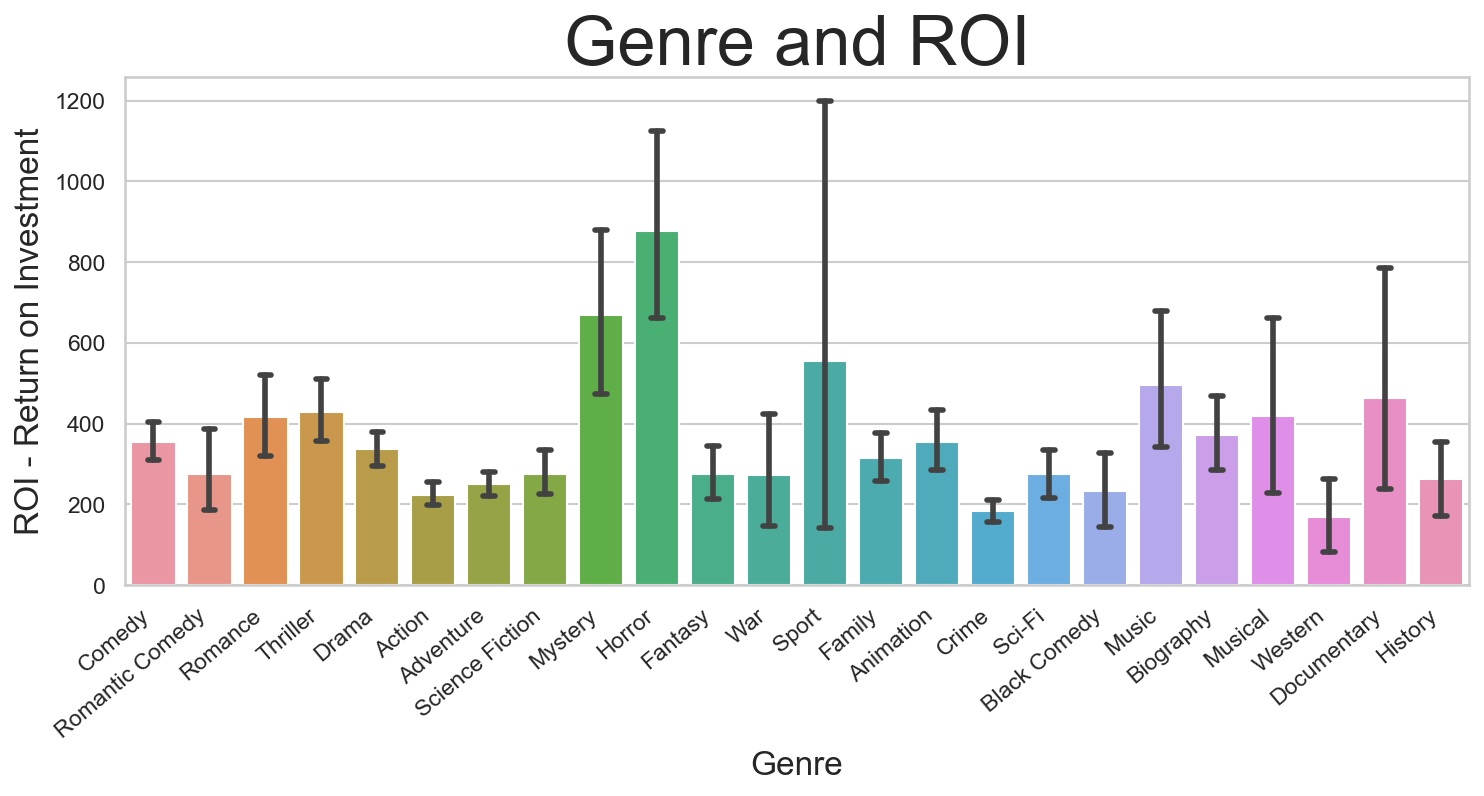 Genre and ROI
ROI - Return on Investment
1200
1000
800
600
400
200
0
Comedy
Romantic Comedy
Romance
Thriller
Drama
Action
Adventure
Science Fiction
Mystery
Horror
Fantasy
War
Sport
Family
Animation
Crime
Sci-Fi
Black Comedy
Music
Biography
Musical
Western
Documentary
History
Genre